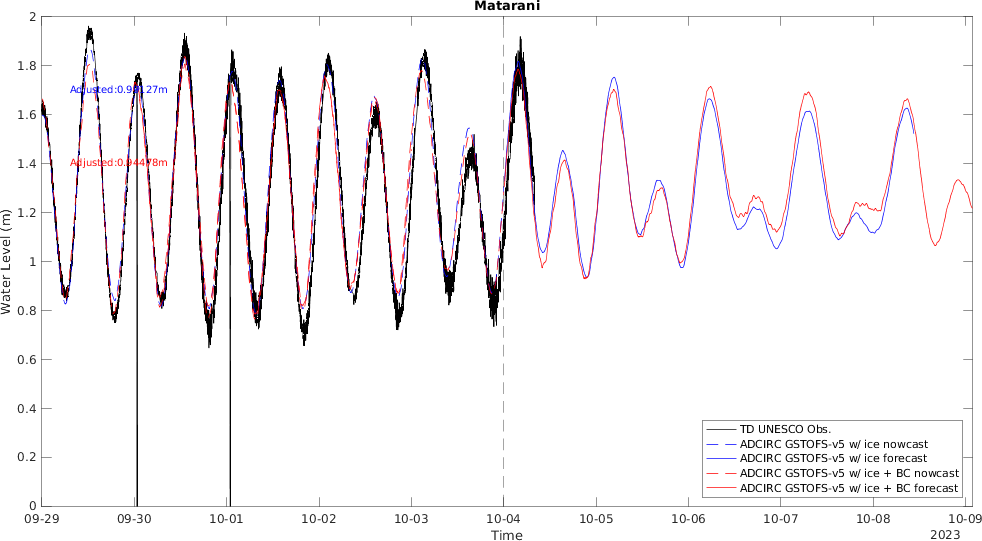 Matarani
2
1.8
1.6
1.4
1.2
1
0.8
0.6
0.4
0.2
0
Water Level (m)
Adjusted:0.94478m
09-29 09-30 10-01 10-02 10-03 10-04 10-05 10-06 10-07 10-08 10-09
Time
2023
TD UNESCO Obs.
ADCIRC GSTOFS-v5 w/ ice nowcast
ADCIRC GSTOFS-v5 w/ ice forecast
ADCIRC GSTOFS-v5 w/ ice + BC nowcast
ADCIRC GSTOFS-v5 w/ ice + BC forecast